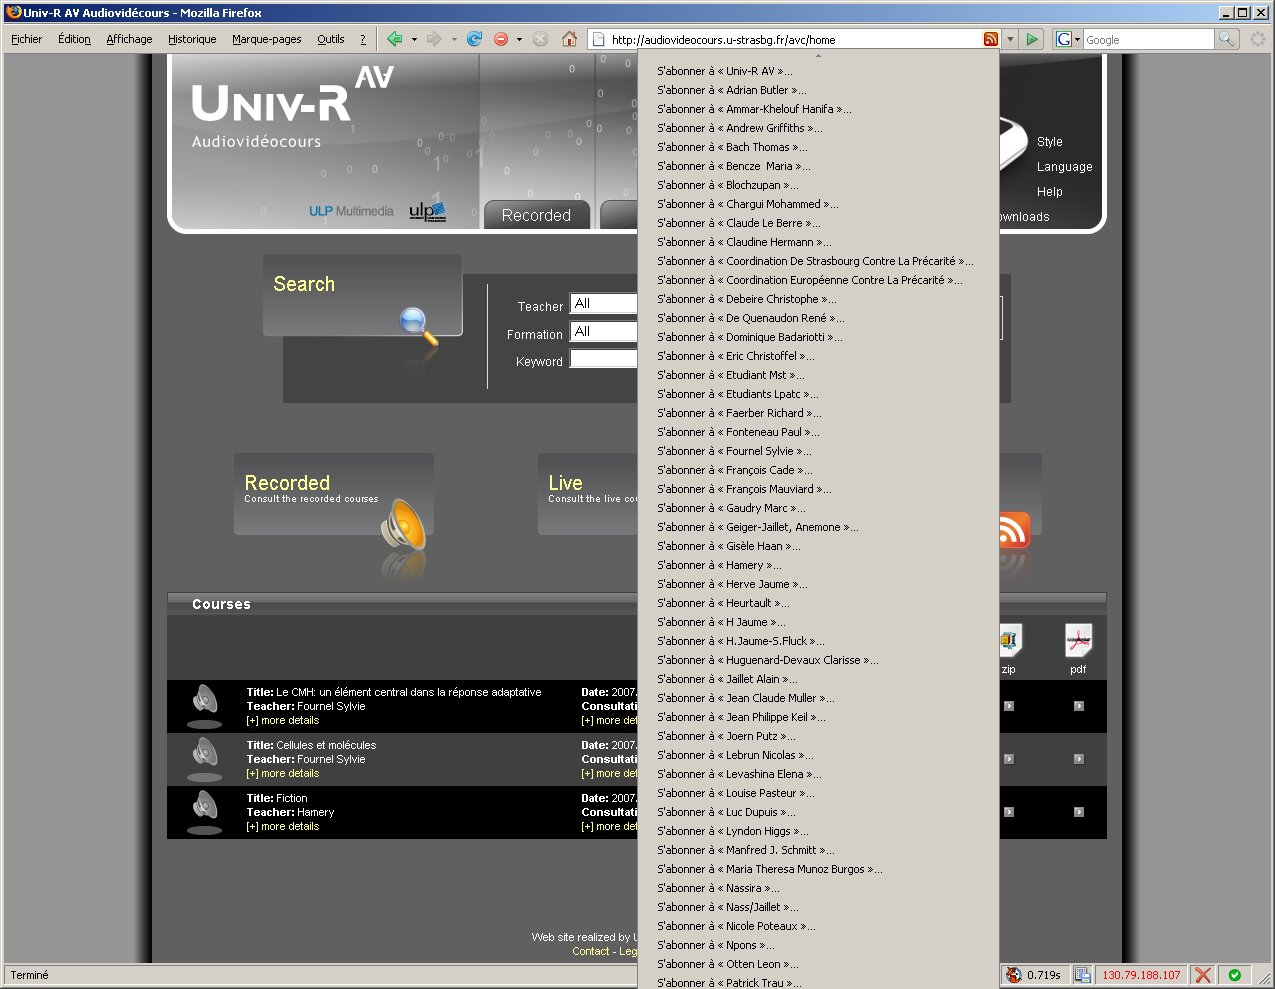 Univ-R AV Audiovidécours - Mozilla Firefox
Fichier Édition Affichage Historique Marque-pages Outils ?
http://audiovideocours.u-strasbg.fr/avc/home
Google
UNIV-R AV
Audiovidécours
ULP Multimedia ulp
Recorded
Style
Language
Help
ownloads
Search
Teacher All
Formation All
Keyword
Recorded
Consult the recorded courses
Live
Consult the live cou
Courses
zip pdf
Title: Le CMH: un élément central dans la réponse adaptative
Teacher: Fournel Sylvie
[+] more details
Date: 2007.
Consultati
[+] more det
Title: Cellules et molécules
Teacher: Fournel Sylvie
[+] more details
Date: 2007.
Consultati
[+] more det
Title: Fiction
Teacher: Hamery
[+] more details
Date: 2007.
Consultati
[+] more det
Web site realized by U
Contact - Leg
S'abonner à « Univ-R AV »...
S'abonner à « Adrian Butler »...
S'abonner à « Ammar-Khelouf Hanifa »...
S'abonner à « Andrew Griffiths »...
S'abonner à « Bach Thomas »...
S'abonner à « Bencze Maria »...
S'abonner à « Blochzupan »...
S'abonner à « Chargui Mohammed »...
S'abonner à « Claude Le Berre »...
S'abonner à « Claudine Hermann »...
S'abonner à « Coordination De Strasbourg Contre La Précarité »...
S'abonner à « Coordination Européenne Contre La Précarité »...
S'abonner à « Debeire Christophe »...
S'abonner à « De Quenaudon René »...
S'abonner à « Dominique Badariotti »...
S'abonner à « Eric Christoffel »...
S'abonner à « Etudiant Mst »...
S'abonner à « Etudiants Lpatc »...
S'abonner à « Faerber Richard »...
S'abonner à « Fonteneau Paul »...
S'abonner à « Fournel Sylvie »...
S'abonner à « François Cade »...
S'abonner à « François Mauviard »...
S'abonner à « Gaudry Marc »...
S'abonner à « Geiger-Jaillet, Anemone »...
S'abonner à « Gisèle Haan »...
S'abonner à « Hamery »...
S'abonner à « Herve Jaume »...
S'abonner à « Heurtault »...
S'abonner à « H Jaume »...
S'abonner à « H.Jaume-S.Fluck »...
S'abonner à « Huguenard-Devaux Clarisse »...
S'abonner à « Jaillet Alain »...
S'abonner à « Jean Claude Muller »...
S'abonner à « Jean Philippe Keil »...
S'abonner à « Joern Putz »...
S'abonner à « Lebrun Nicolas »...
S'abonner à « Levashina Elena »...
S'abonner à « Louise Pasteur »...
S'abonner à « Luc Dupuis »...
S'abonner à « Lyndon Higgs »...
S'abonner à « Manfred J. Schmitt »...
S'abonner à « Maria Theresa Munoz Burgos »...
S'abonner à « Nassira »...
S'abonner à « Nass/Jaillet »...
S'abonner à « Nicole Poteaux »...
S'abonner à « Npons »...
S'abonner à « Otten Leon »...
S'abonner à « Patrick Trau »...
Terminé
0.719s 130.79.188.107